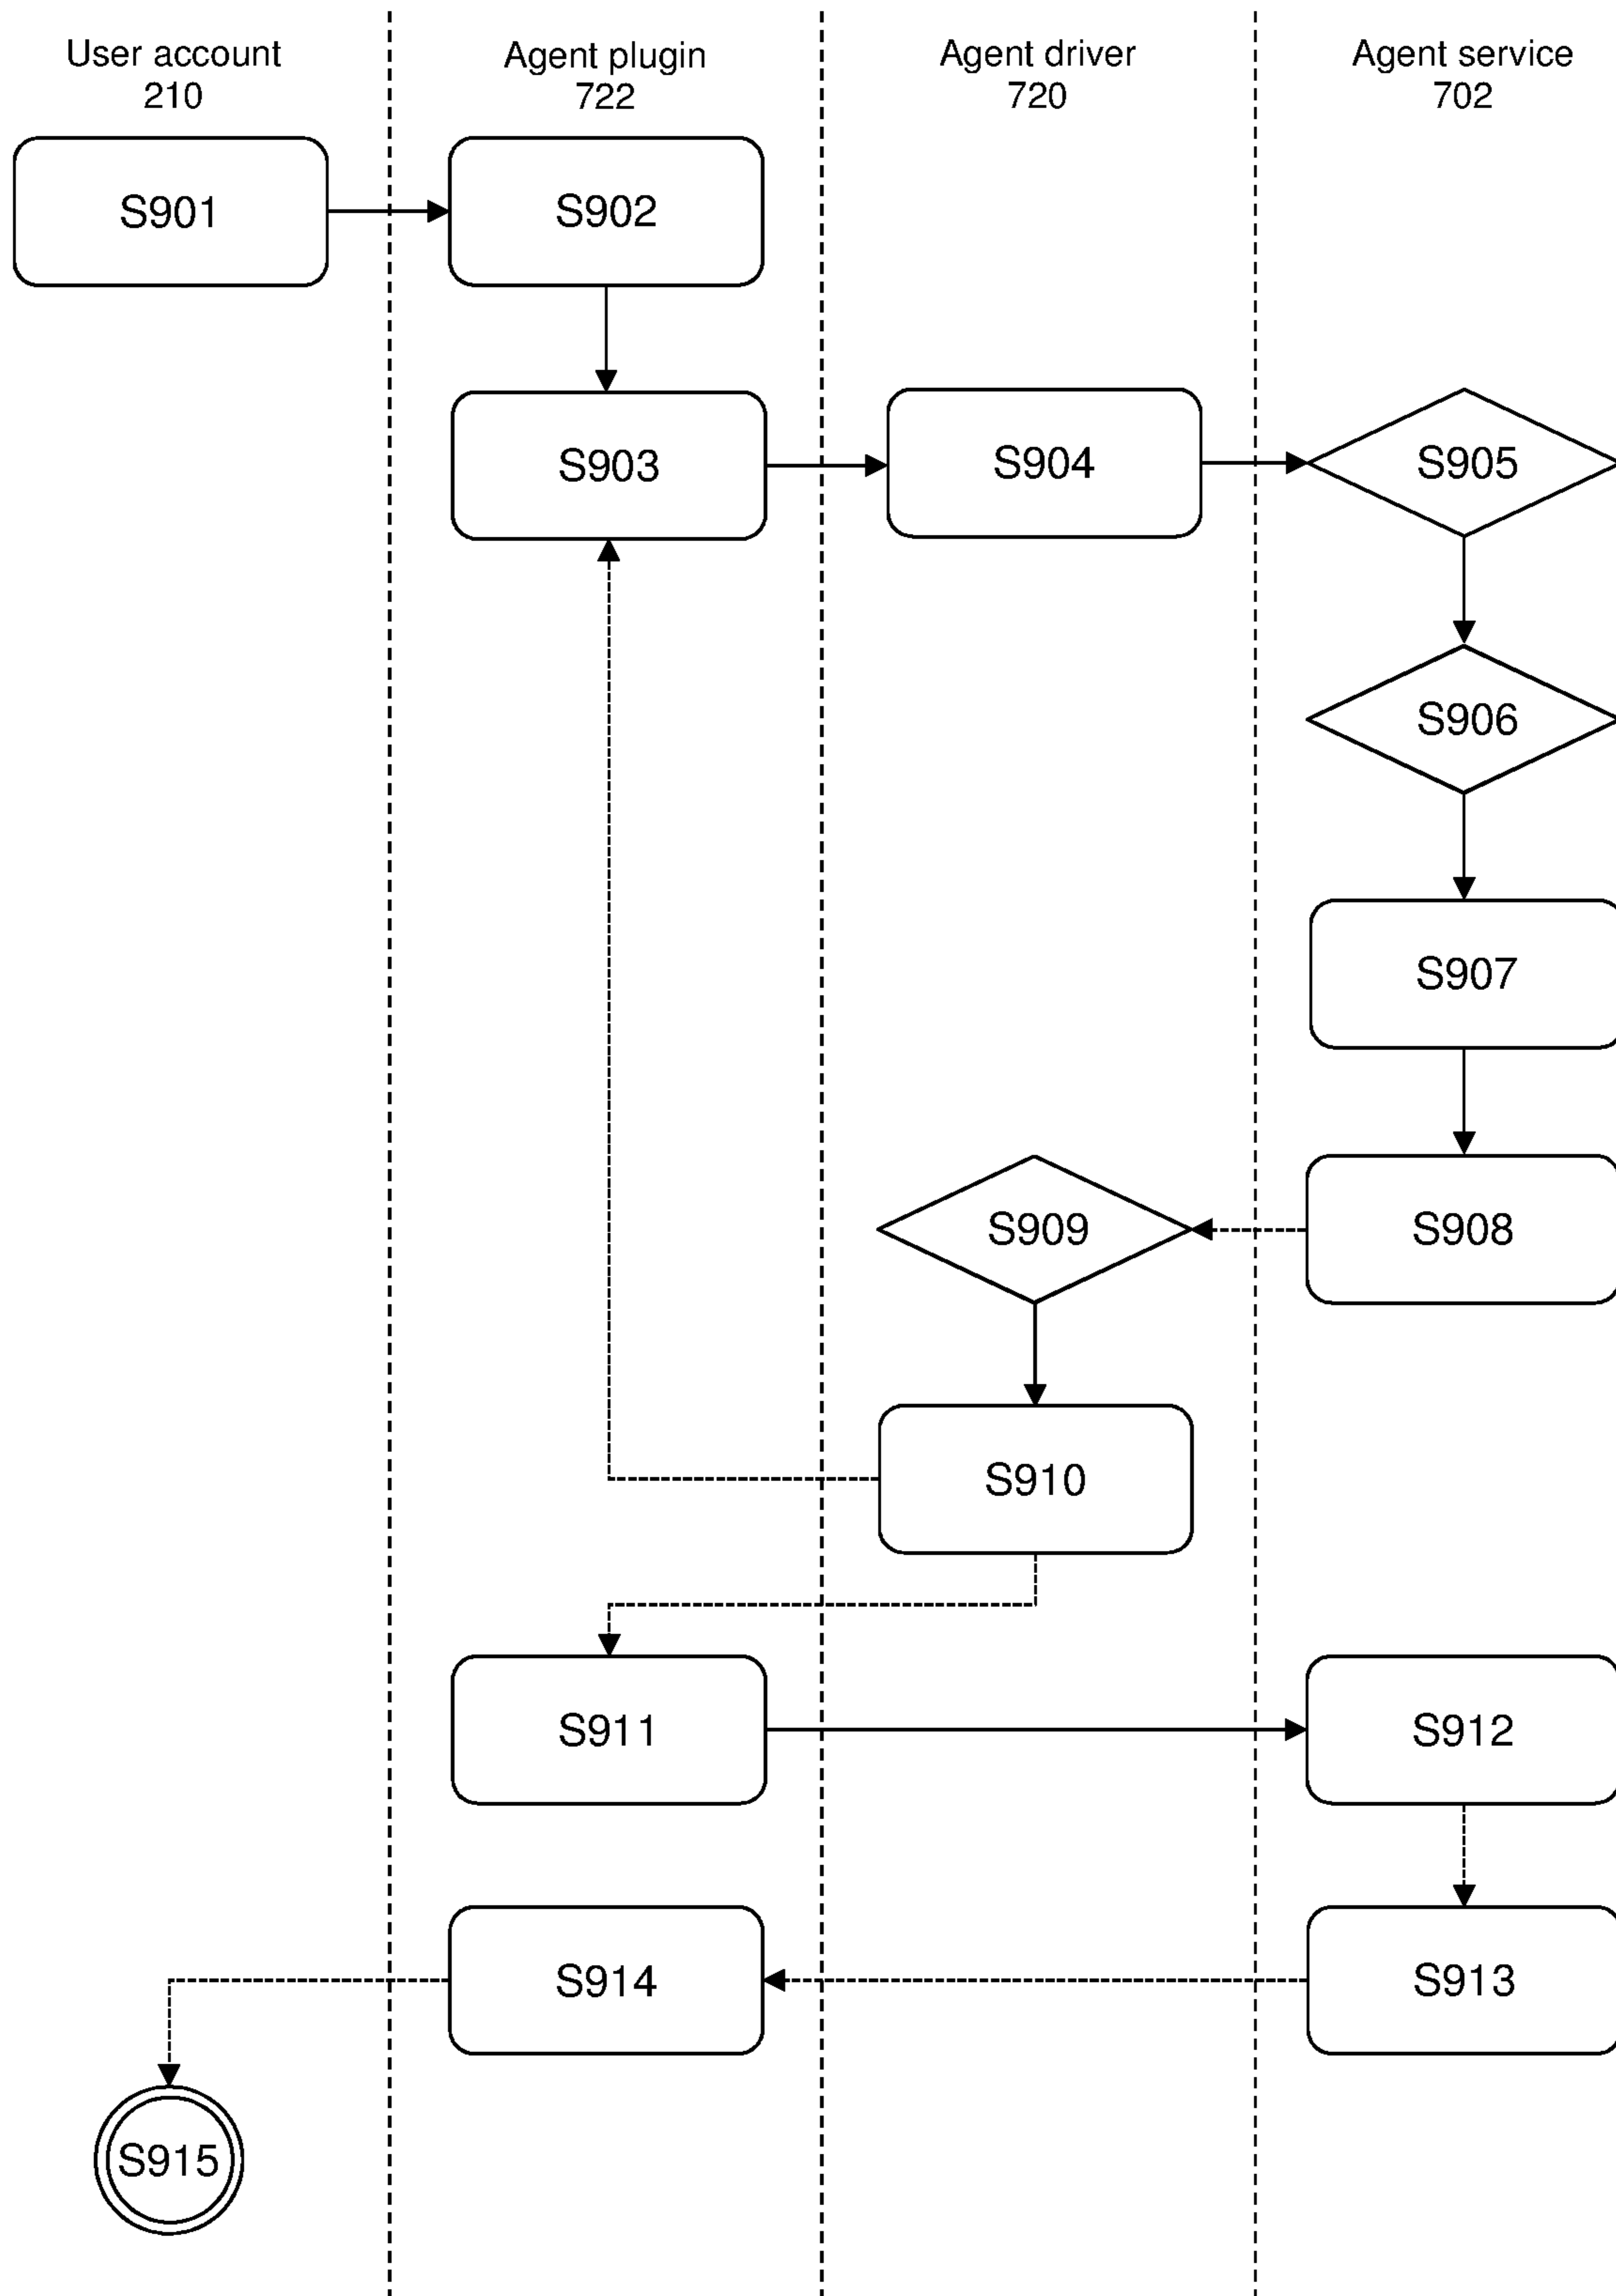 User account
210
Agent plugin
722
Agent driver
720
Agent service
702
S901
S902
S903
S904
S905
S906
S907
S909
S908
S910
S911
S912
S914
S913
S915